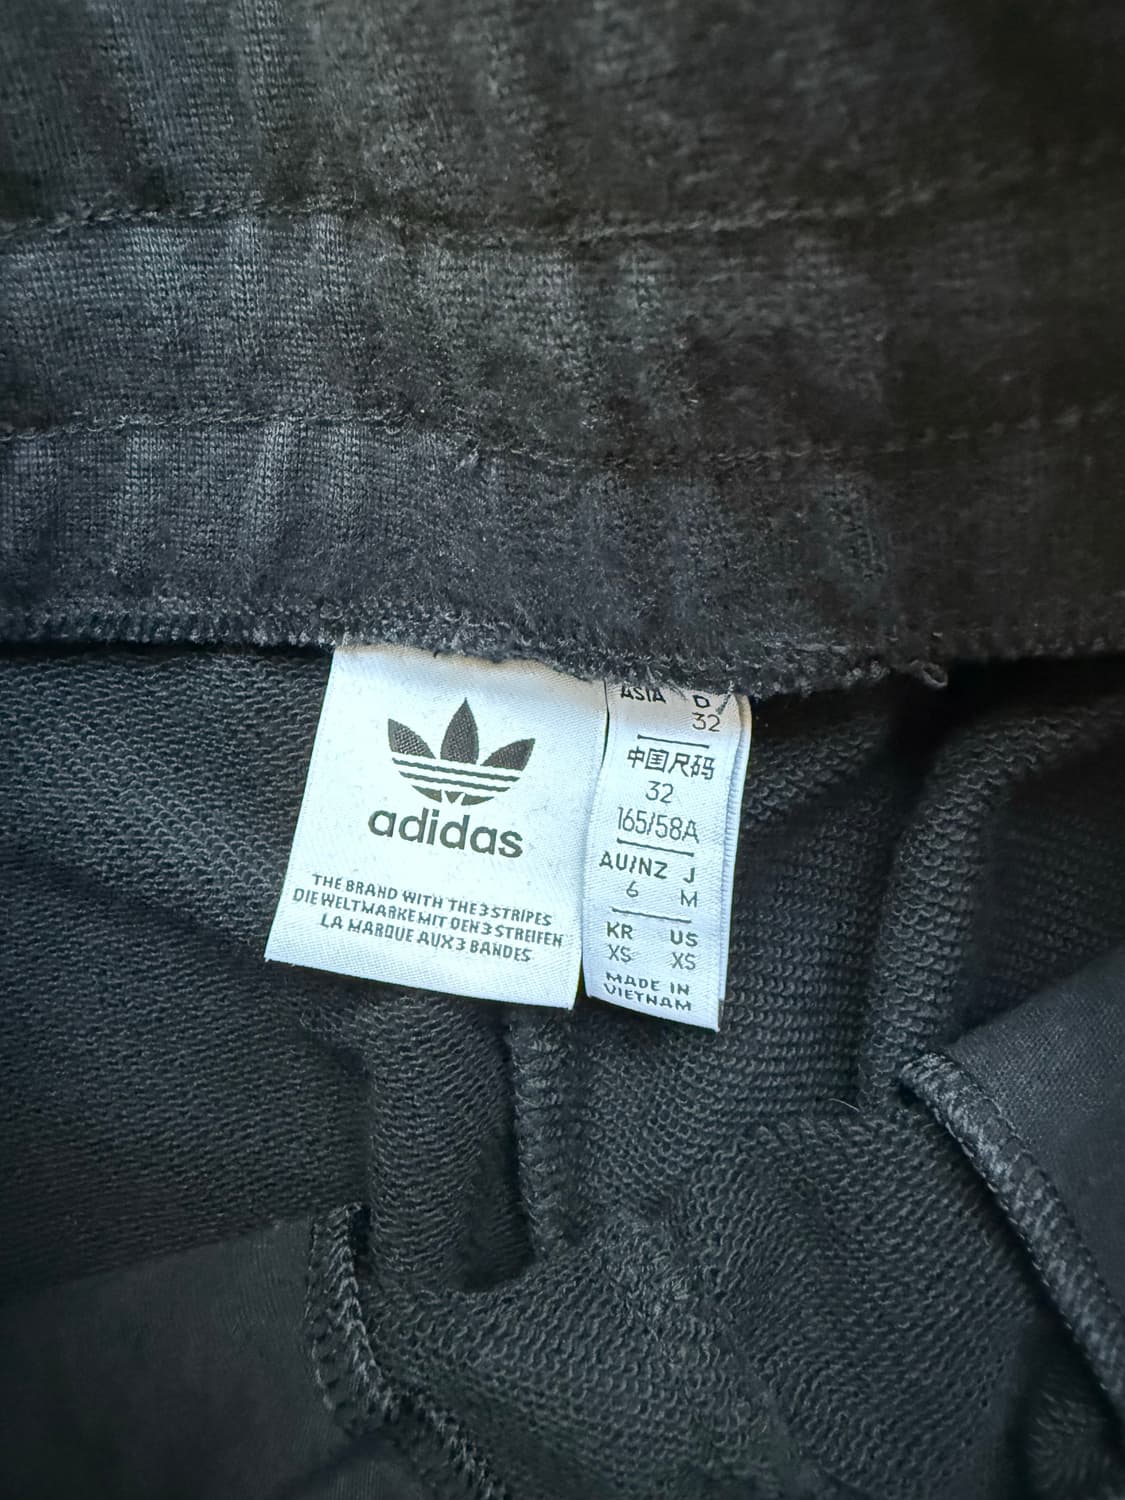 adidas
THE BRAND WITH THE 3 STRIPES
DIE WELTMARKE MIT DEN 3 STREIFEN
LA MARQUE AUX 3 BANDES
ASIA D
32
中国尺码
32
165/58A
AU/NZ J
6 M
KR US
XS XS
MADE IN
VIETNAM